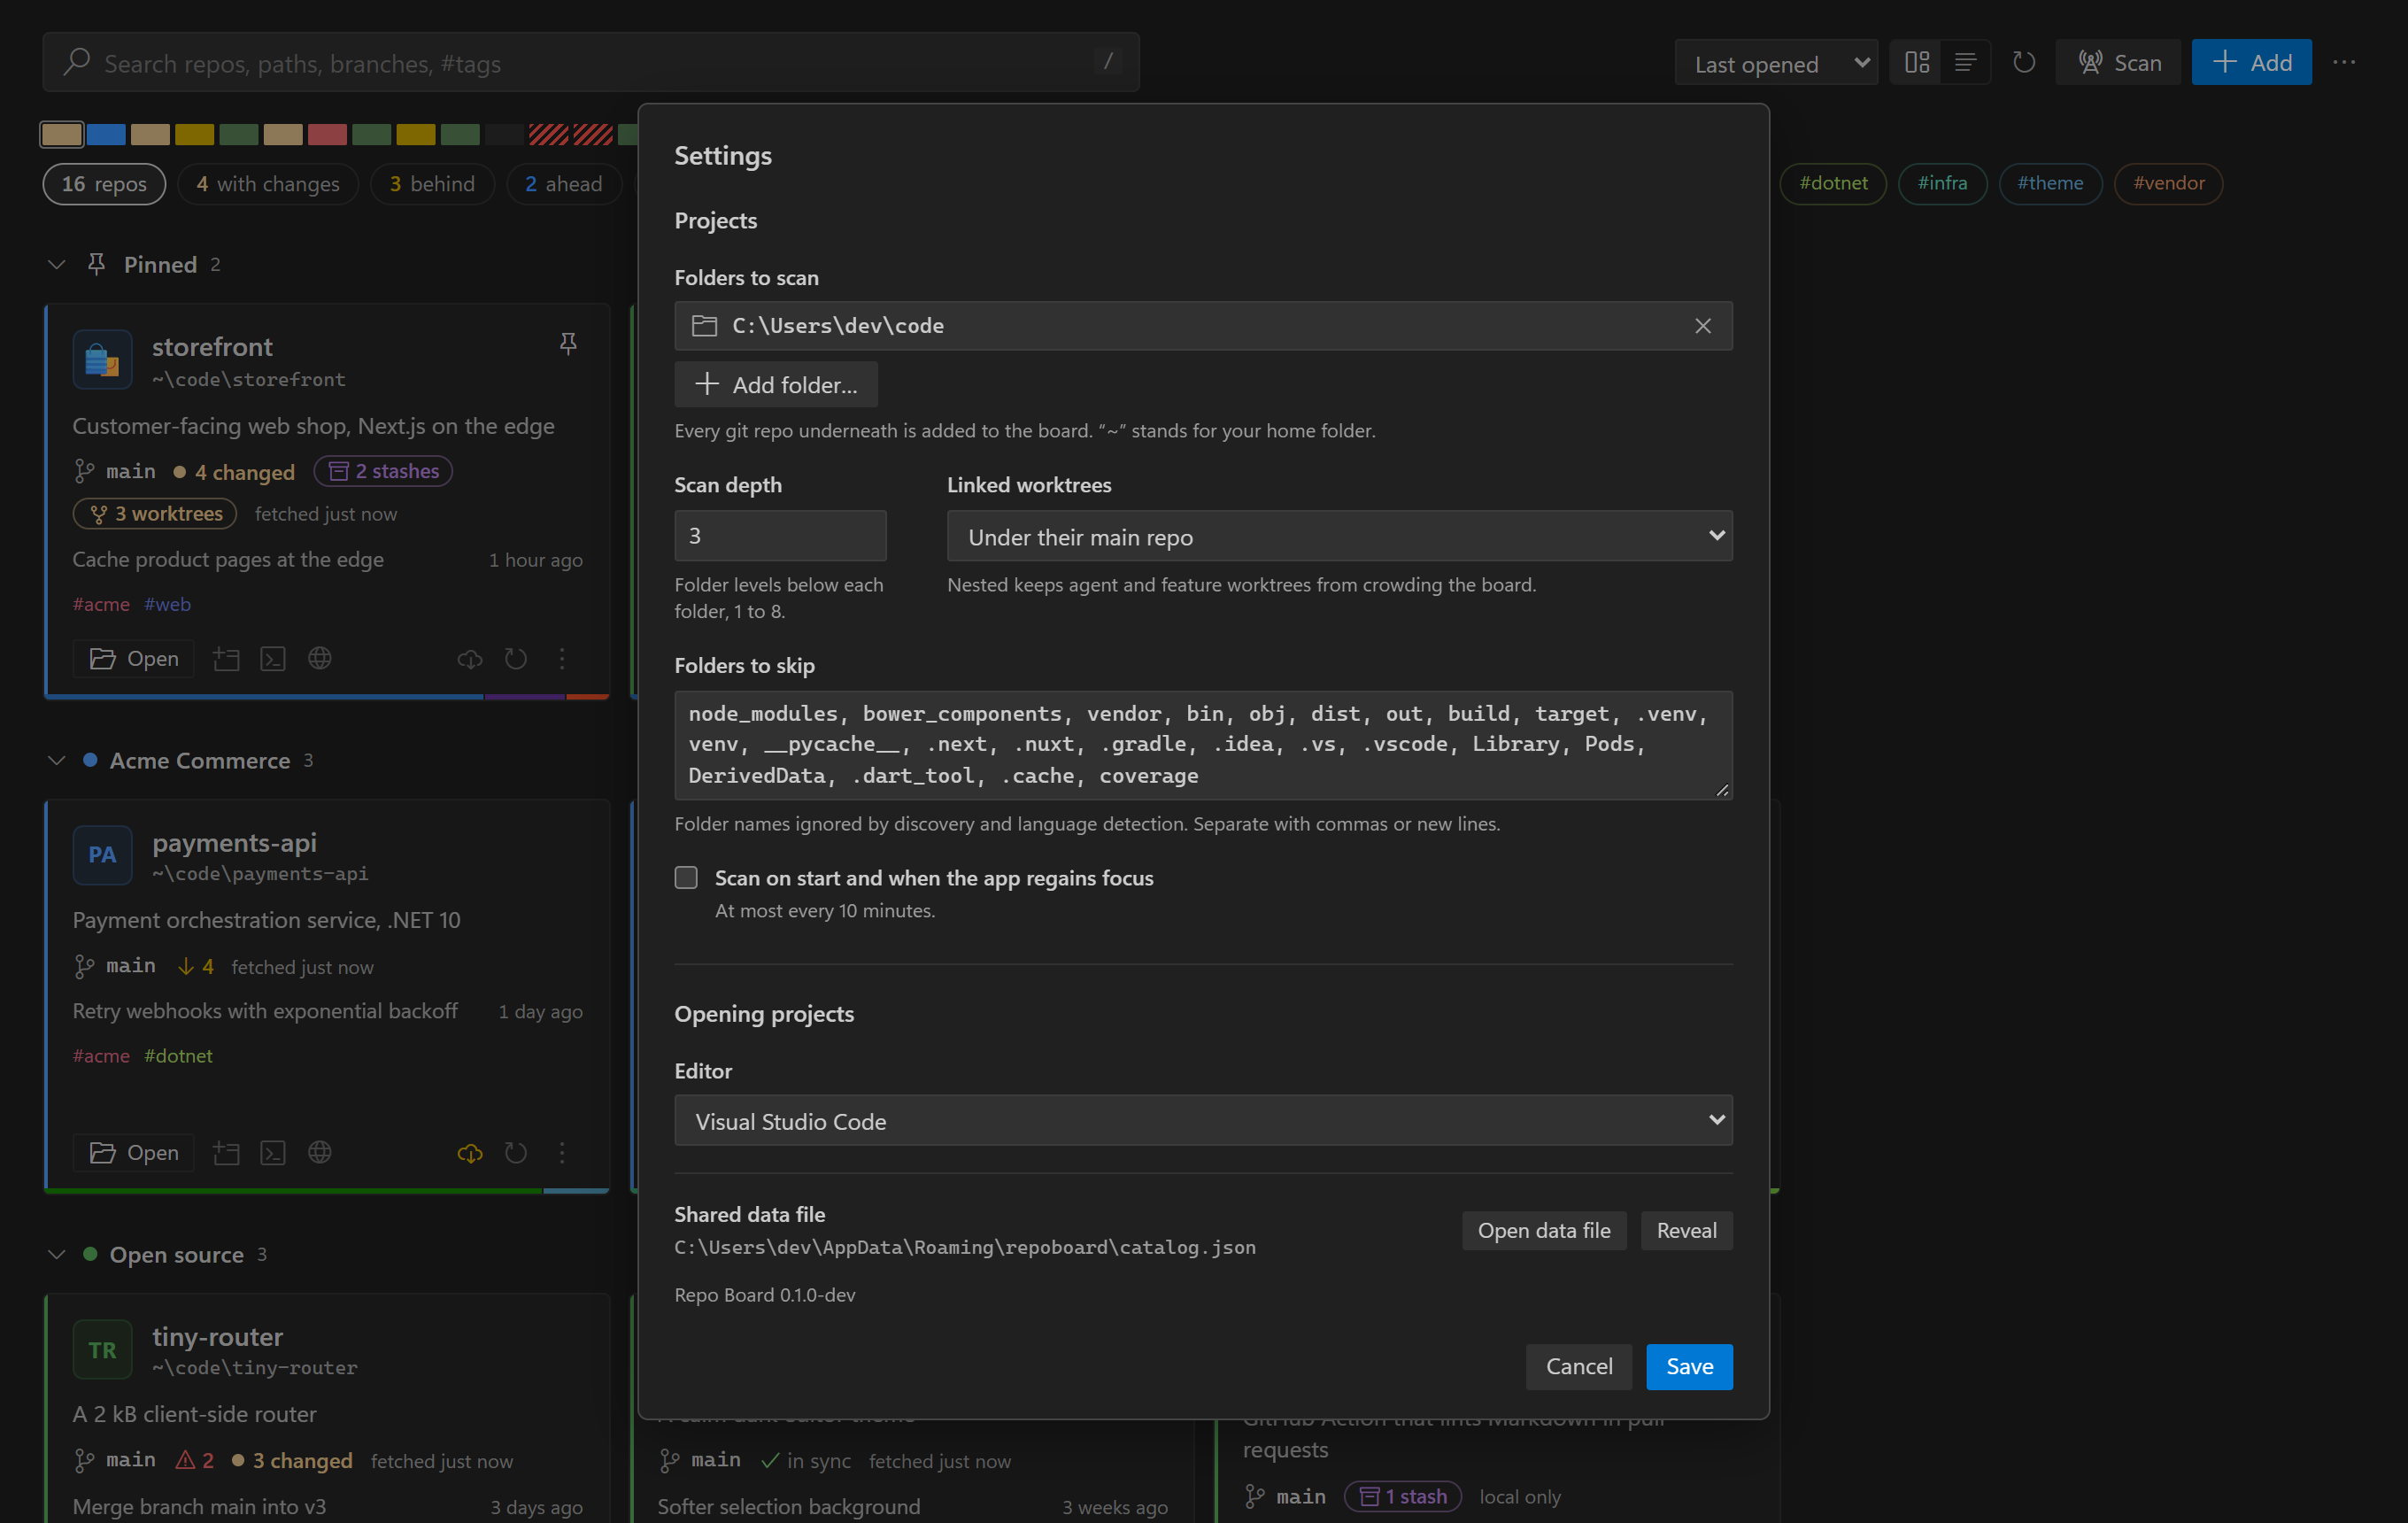 Search repos, paths, branches, #tags /
Last opened
Scan
Add
16 repos
4 with changes
3 behind
2 ahead
#dotnet
#infra
#theme
#vendor
Pinned 2
storefront
~\code\storefront
Customer-facing web shop, Next.js on the edge
main 4 changed 2 stashes
3 worktrees fetched just now
Cache product pages at the edge 1 hour ago
#acme #web
Open
Acme Commerce 3
PA
payments-api
~\code\payments-api
Payment orchestration service, .NET 10
main 4 fetched just now
Retry webhooks with exponential backoff 1 day ago
#acme #dotnet
Open
Open source 3
TR
tiny-router
~\code\tiny-router
A 2 kB client-side router
main 2 3 changed fetched just now
Merge branch main into v3 3 days ago
main in sync fetched just now
Softer selection background 3 weeks ago
GitHub Action that lints Markdown in pull
requests
main 1 stash local only
Settings
Projects
Folders to scan
C:\Users\dev\code
Add folder...
Every git repo underneath is added to the board. “~” stands for your home folder.
Scan depth
3
Folder levels below each
folder, 1 to 8.
Linked worktrees
Under their main repo
Nested keeps agent and feature worktrees from crowding the board.
Folders to skip
node_modules, bower_components, vendor, bin, obj, dist, out, build, target, .venv,
venv, __pycache__, .next, .nuxt, .gradle, .idea, .vs, .vscode, Library, Pods,
DerivedData, .dart_tool, .cache, coverage
Folder names ignored by discovery and language detection. Separate with commas or new lines.
Scan on start and when the app regains focus
At most every 10 minutes.
Opening projects
Editor
Visual Studio Code
Shared data file
C:\Users\dev\AppData\Roaming\repoboard\catalog.json
Open data file
Reveal
Repo Board 0.1.0-dev
Cancel
Save